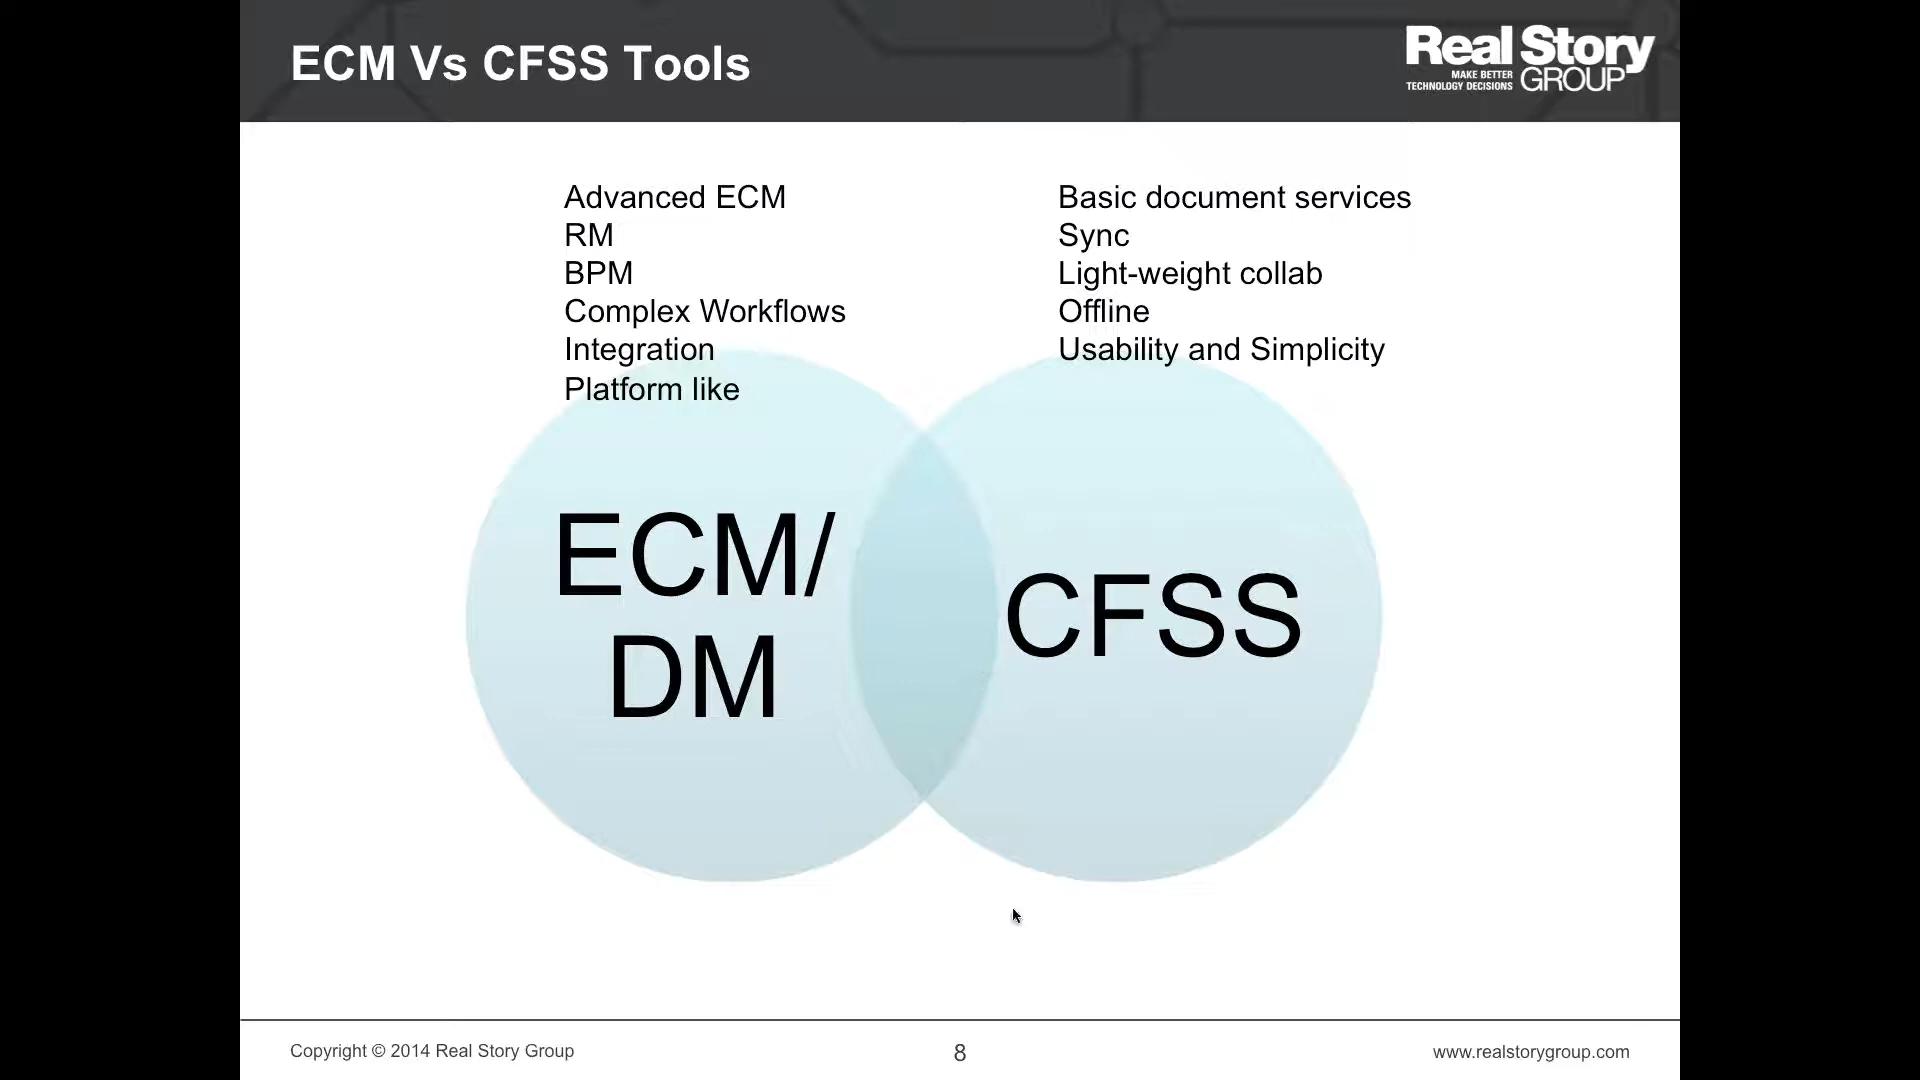 ECM Vs CFSS Tools
Real Story
MAKE BETTER
TECHNOLOGY DECISIONS
GROUP
Advanced ECM
RM
BPM
Complex Workflows
Integration
Platform like
Basic document services
Sync
Light-weight collab
Offline
Usability and Simplicity
ECM/
DM
CFSS
Copyright © 2014 Real Story Group
8
www.realstorygroup.com